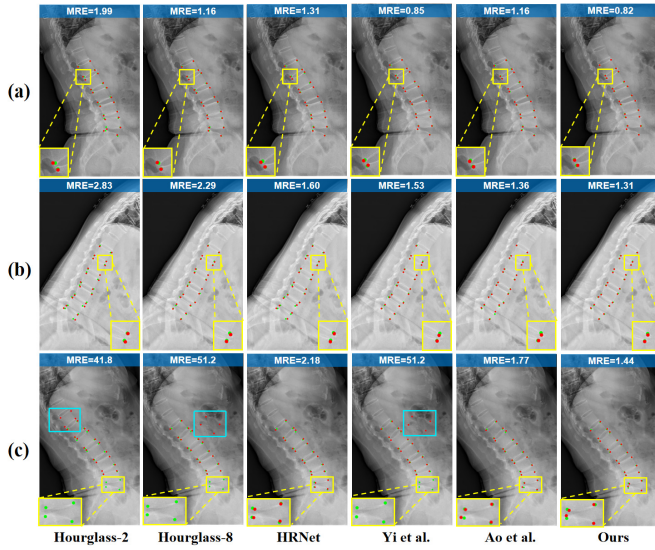 MRE=1.99 MRE=1.16 MRE=1.31 MRE=0.85 MRE=1.16 MRE=0.82
(a)
MRE=2.83 MRE=2.29 MRE=1.60 MRE=1.53 MRE=1.36 MRE=1.31
(b)
MRE=41.8 MRE=51.2 MRE=2.18 MRE=51.2 MRE=1.77 MRE=1.44
(c)
Hourglass-2 Hourglass-8 HRNet Yi et al. Ao et al. Ours